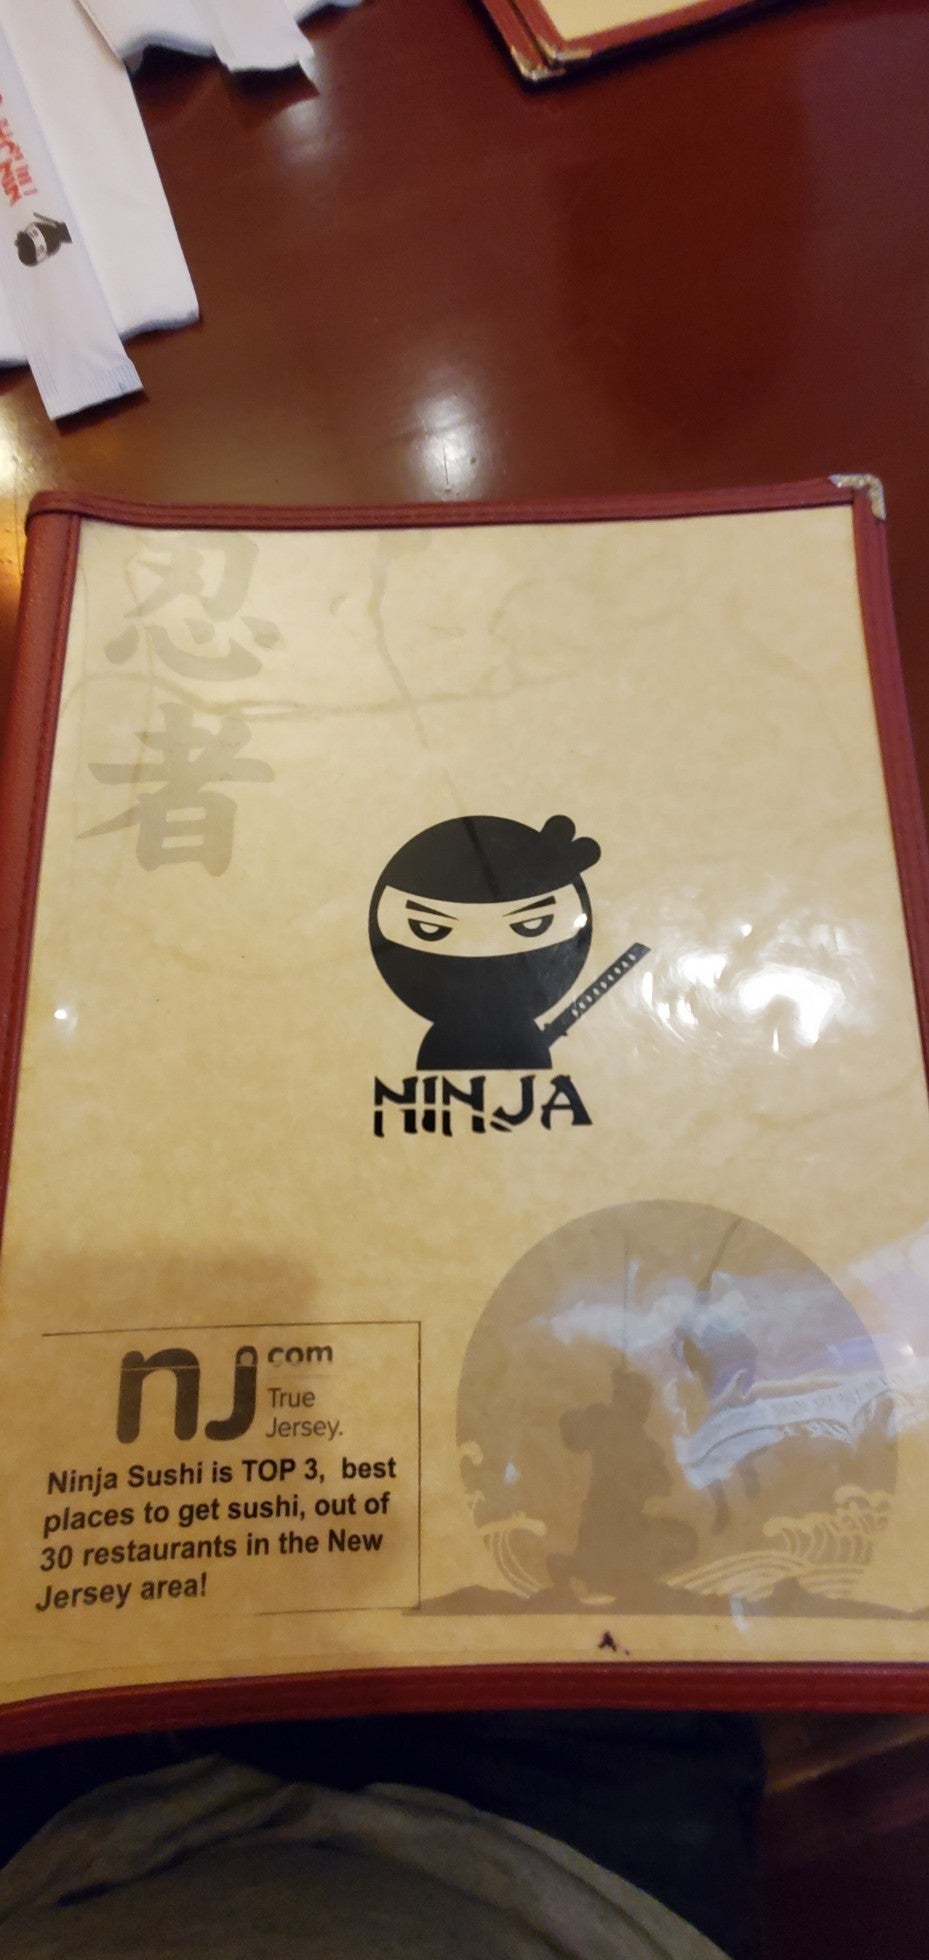 忍
者
NINJA
nj com
True
Jersey.
Ninja Sushi is TOP 3, best
places to get sushi, out of
30 restaurants in the New
Jersey area!